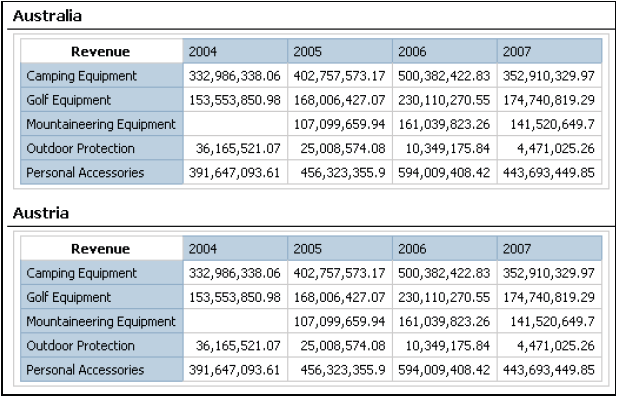 Australia
Revenue 2004 2005 2006 2007
Camping Equipment 332,986,338.06 402,757,573.17 500,382,422.83 352,910,329.97
Golf Equipment 153,553,850.98 168,006,427.07 230,110,270.55 174,740,819.29
Mountaineering Equipment 107,099,659.94 161,039,823.26 141,520,649.7
Outdoor Protection 36,165,521.07 25,008,574.08 10,349,175.84 4,471,025.26
Personal Accessories 391,647,093.61 456,323,355.9 594,009,408.42 443,693,449.85
Austria
Revenue 2004 2005 2006 2007
Camping Equipment 332,986,338.06 402,757,573.17 500,382,422.83 352,910,329.97
Golf Equipment 153,553,850.98 168,006,427.07 230,110,270.55 174,740,819.29
Mountaineering Equipment 107,099,659.94 161,039,823.26 141,520,649.7
Outdoor Protection 36,165,521.07 25,008,574.08 10,349,175.84 4,471,025.26
Personal Accessories 391,647,093.61 456,323,355.9 594,009,408.42 443,693,449.85